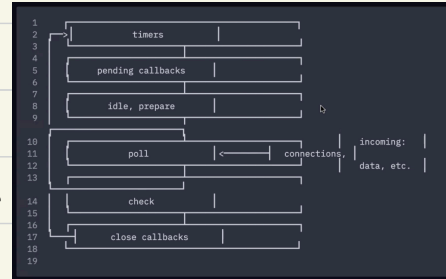 1
2 timers
3
4
5 pending callbacks
6
7
8 idle, prepare
9
10 incoming:
11 poll connections,
12 data, etc.
13
14 check
15
16
17 close callbacks
18
19